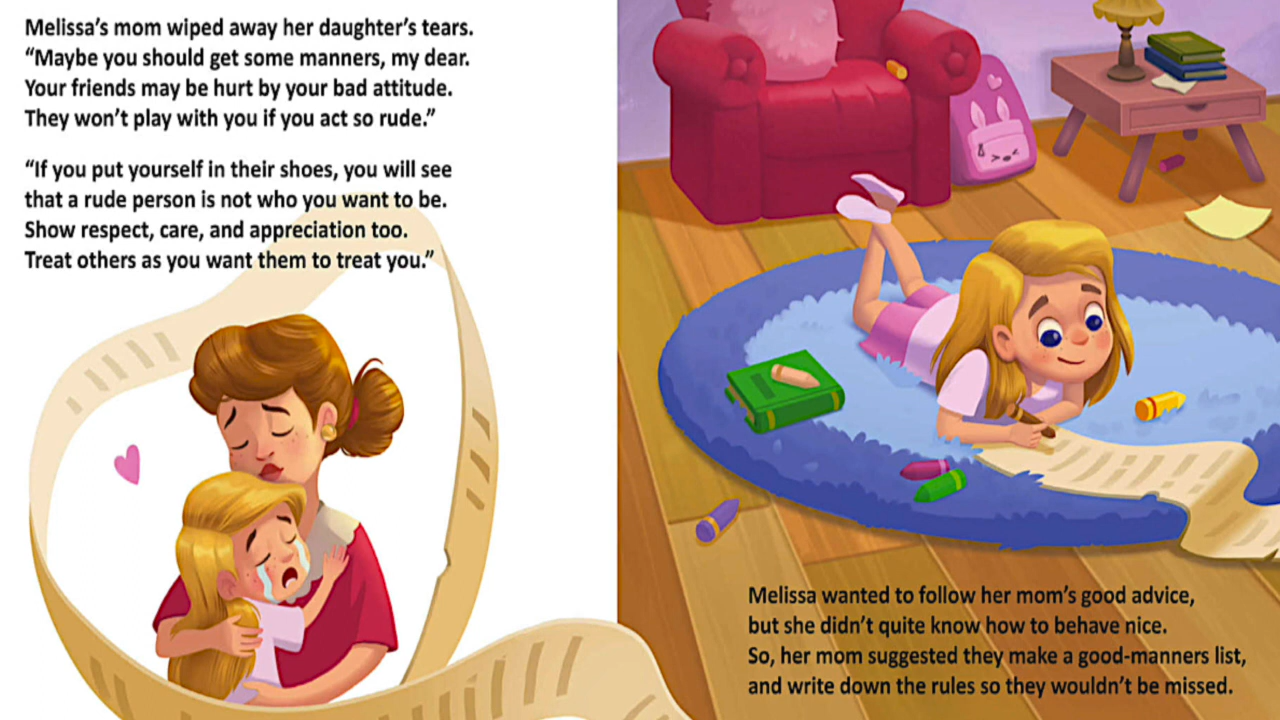 Melissa’s mom wiped away her daughter’s tears.
“Maybe you should get some manners, my dear.
Your friends may be hurt by your bad attitude.
They won’t play with you if you act so rude.”
“If you put yourself in their shoes, you will see
that a rude person is not who you want to be.
Show respect, care, and appreciation too.
Treat others as you want them to treat you.”
Melissa wanted to follow her mom’s good advice,
but she didn’t quite know how to behave nice.
So, her mom suggested they make a good-manners list,
and write down the rules so they wouldn’t be missed.